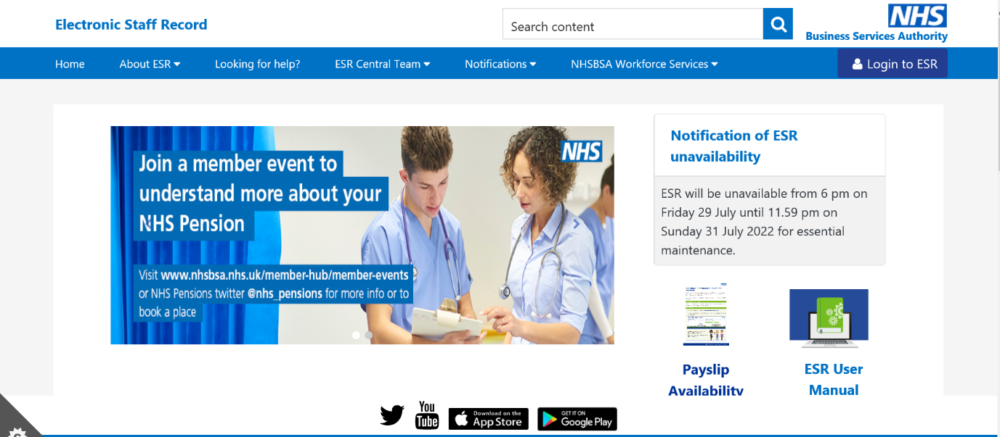 Electronic Staff Record
Search content
NHS
Business Services Authority
Home
About ESR
Looking for help?
ESR Central Team
Notifications
NHSBSA Workforce Services
Login to ESR
Join a member event to
understand more about your
NHS Pension
NHS
Visit www.nhsbsa.nhs.uk/member-hub/member-events
or NHS Pensions twitter @nhs_pensions for more info or to
book a place
Notification of ESR
unavailability
ESR will be unavailable from 6 pm on
Friday 29 July until 11.59 pm on
Sunday 31 July 2022 for essential
maintenance.
Payslip
Availability
ESR User
Manual
You
Tube
Download on the
App Store
GET IT ON
Google Play